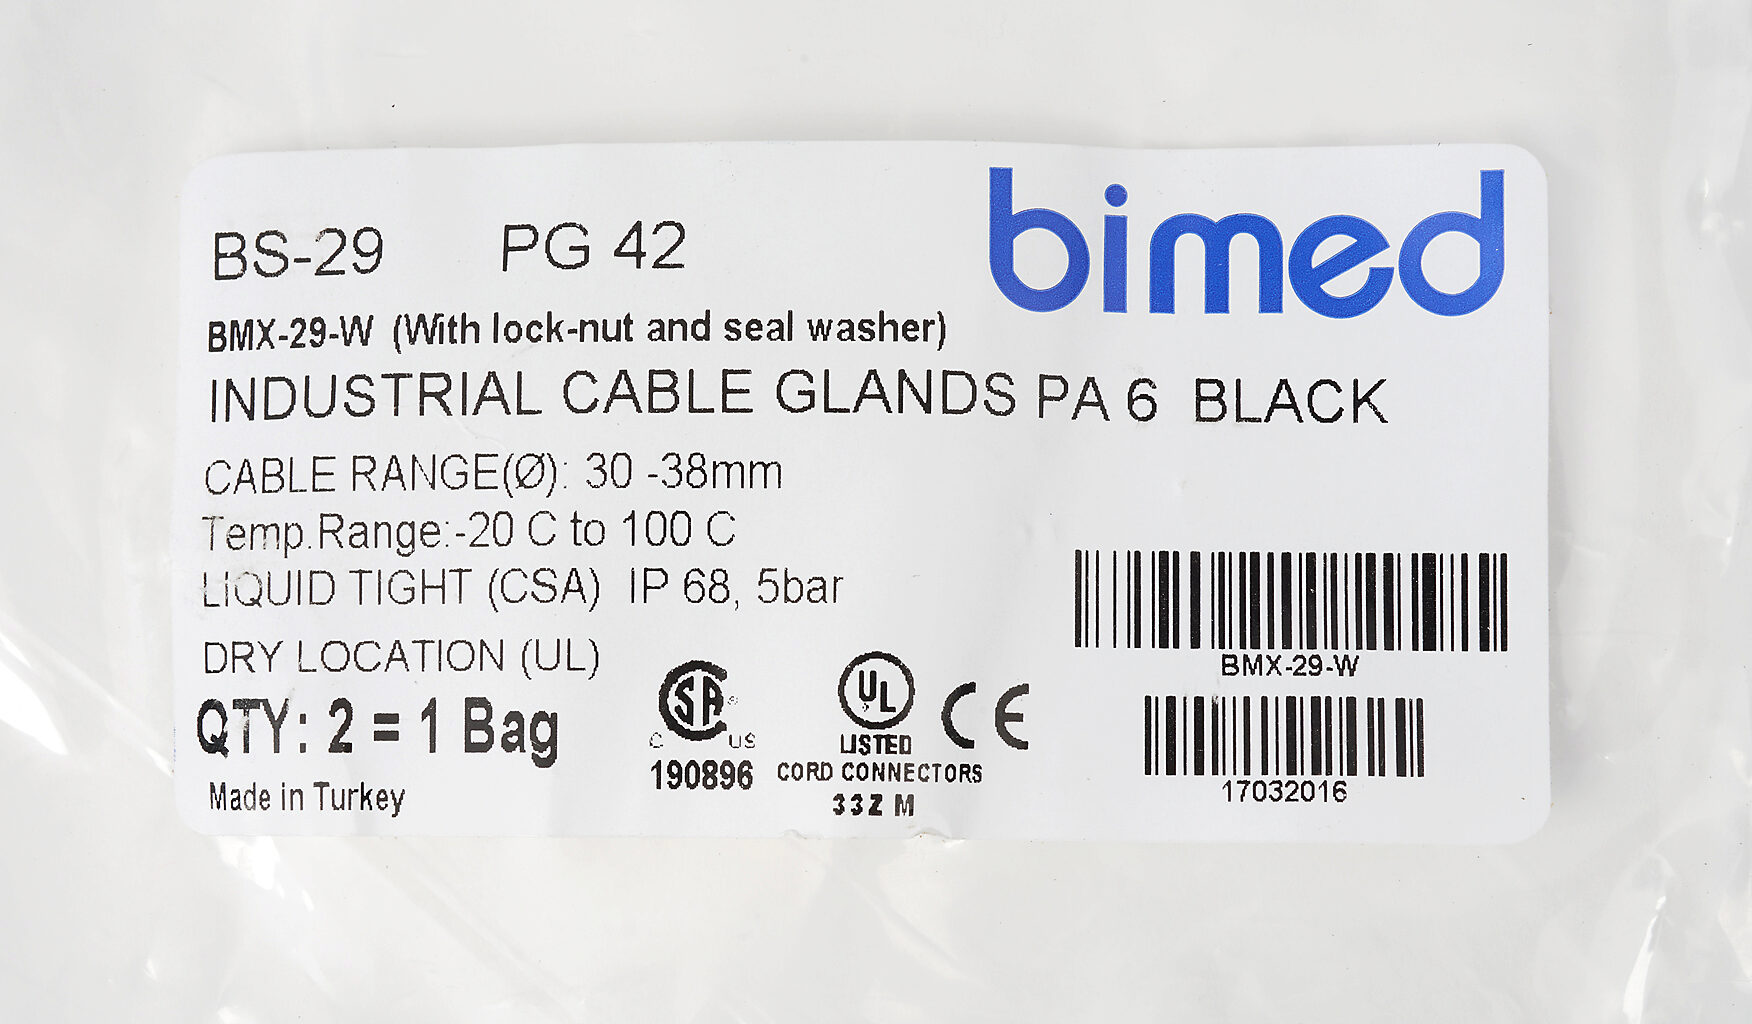 bimed
BS-29 PG 42
BMX-29-W (With lock-nut and seal washer)
INDUSTRIAL CABLE GLANDS PA 6 BLACK
CABLE RANGE(Ø): 30 -38mm
Temp.Range:-20 C to 100 C
LIQUID TIGHT (CSA) IP 68, 5bar
DRY LOCATION (UL)
QTY: 2 = 1 Bag
Made in Turkey
SA
C US
190896
UL
LISTED
CORD CONNECTORS
33Z M
CE
BMX-29-W
17032016